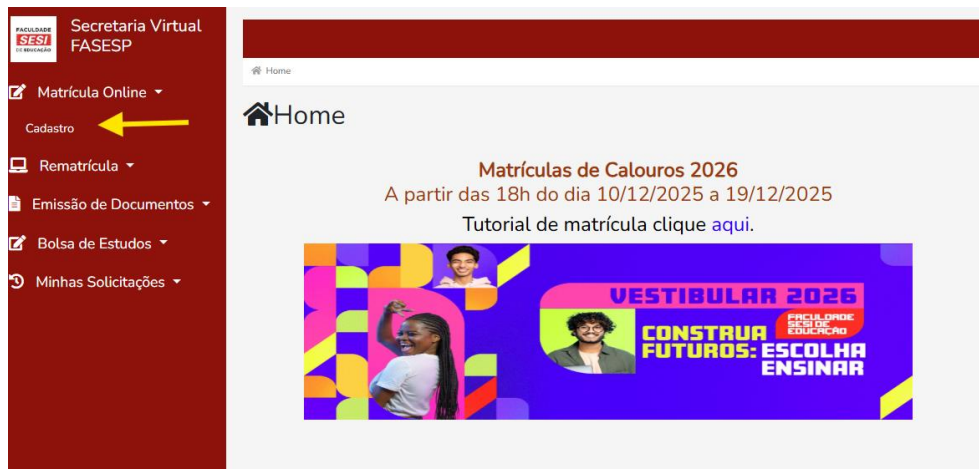 FACULDADE
SESI
DE EDUCAÇÃO
Secretaria Virtual
FASESP
Matrícula Online
Cadastro
Rematrícula
Emissão de Documentos
Bolsa de Estudos
Minhas Solicitações
Home
Home
Matrículas de Calouros 2026
A partir das 18h do dia 10/12/2025 a 19/12/2025
Tutorial de matrícula clique aqui.
VESTIBULAR 2026
FACULDADE
SESI DE
EDUCAÇÃO
CONSTRUA
FUTUROS: ESCOLHA
ENSINAR